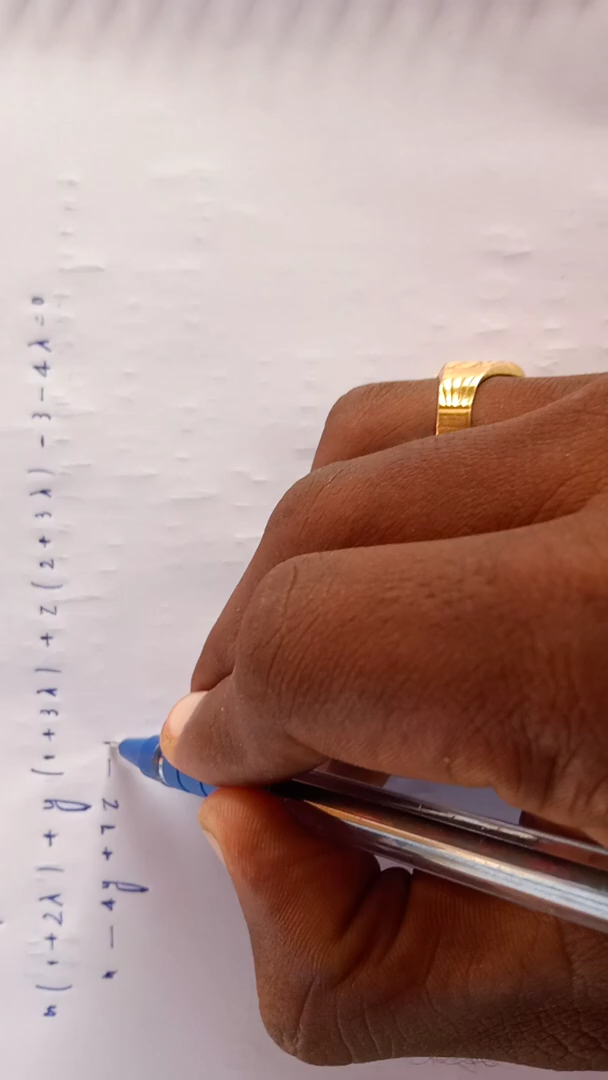 x(1+2λ) + y(1+3λ) + z(2+3λ) - 3 - 4λ = 0
x - 4y + 7z -